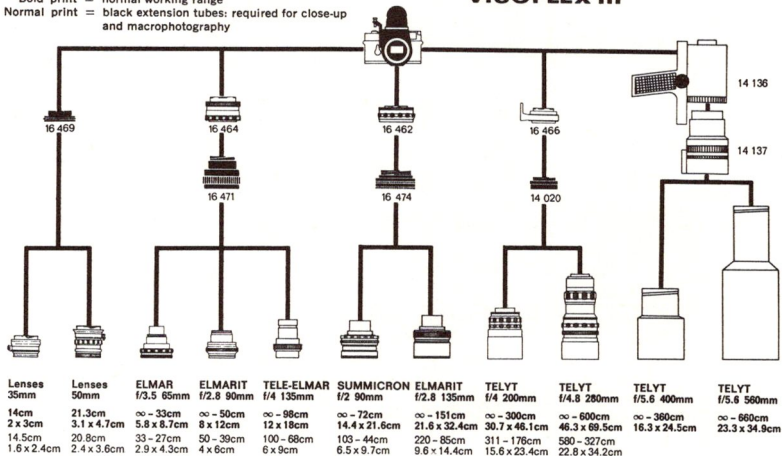 Bold print = normal working range
VISOFLEX III
Normal print = black extension tubes: required for close-up
and macrophotography
14 136
16 469
16 464
16 462
16 466
14 137
16 471
16 474
14 020
Lenses Lenses ELMAR ELMARIT TELE-ELMAR SUMMICRON ELMARIT TELYT TELYT TELYT TELYT
35mm 50mm f/3.5 65mm f/2.8 90mm f/4 135mm f/2 90mm f/2.8 135mm f/4 200mm f/4.8 280mm f/5.6 400mm f/5.6 560mm
14cm 21.3cm ∞ – 33cm ∞ – 50cm ∞ – 98cm ∞ – 72cm ∞ – 151cm ∞ – 300cm ∞ – 600cm ∞ – 360cm ∞ – 660cm
2 x 3cm 3.1 x 4.7cm 5.8 x 8.7cm 8 x 12cm 12 x 18cm 14.4 x 21.6cm 21.6 x 32.4cm 30.7 x 46.1cm 46.3 x 69.5cm 16.3 x 24.5cm 23.3 x 34.9cm
14.5cm 20.8cm 33 – 27cm 50 – 39cm 100 – 68cm 103 – 44cm 220 – 85cm 311 – 176cm 580 – 327cm
1.6 x 2.4cm 2.4 x 3.6cm 2.9 x 4.3cm 4 x 6cm 6 x 9cm 6.5 x 9.7cm 9.6 x 14.4cm 15.6 x 23.4cm 22.8 x 34.2cm